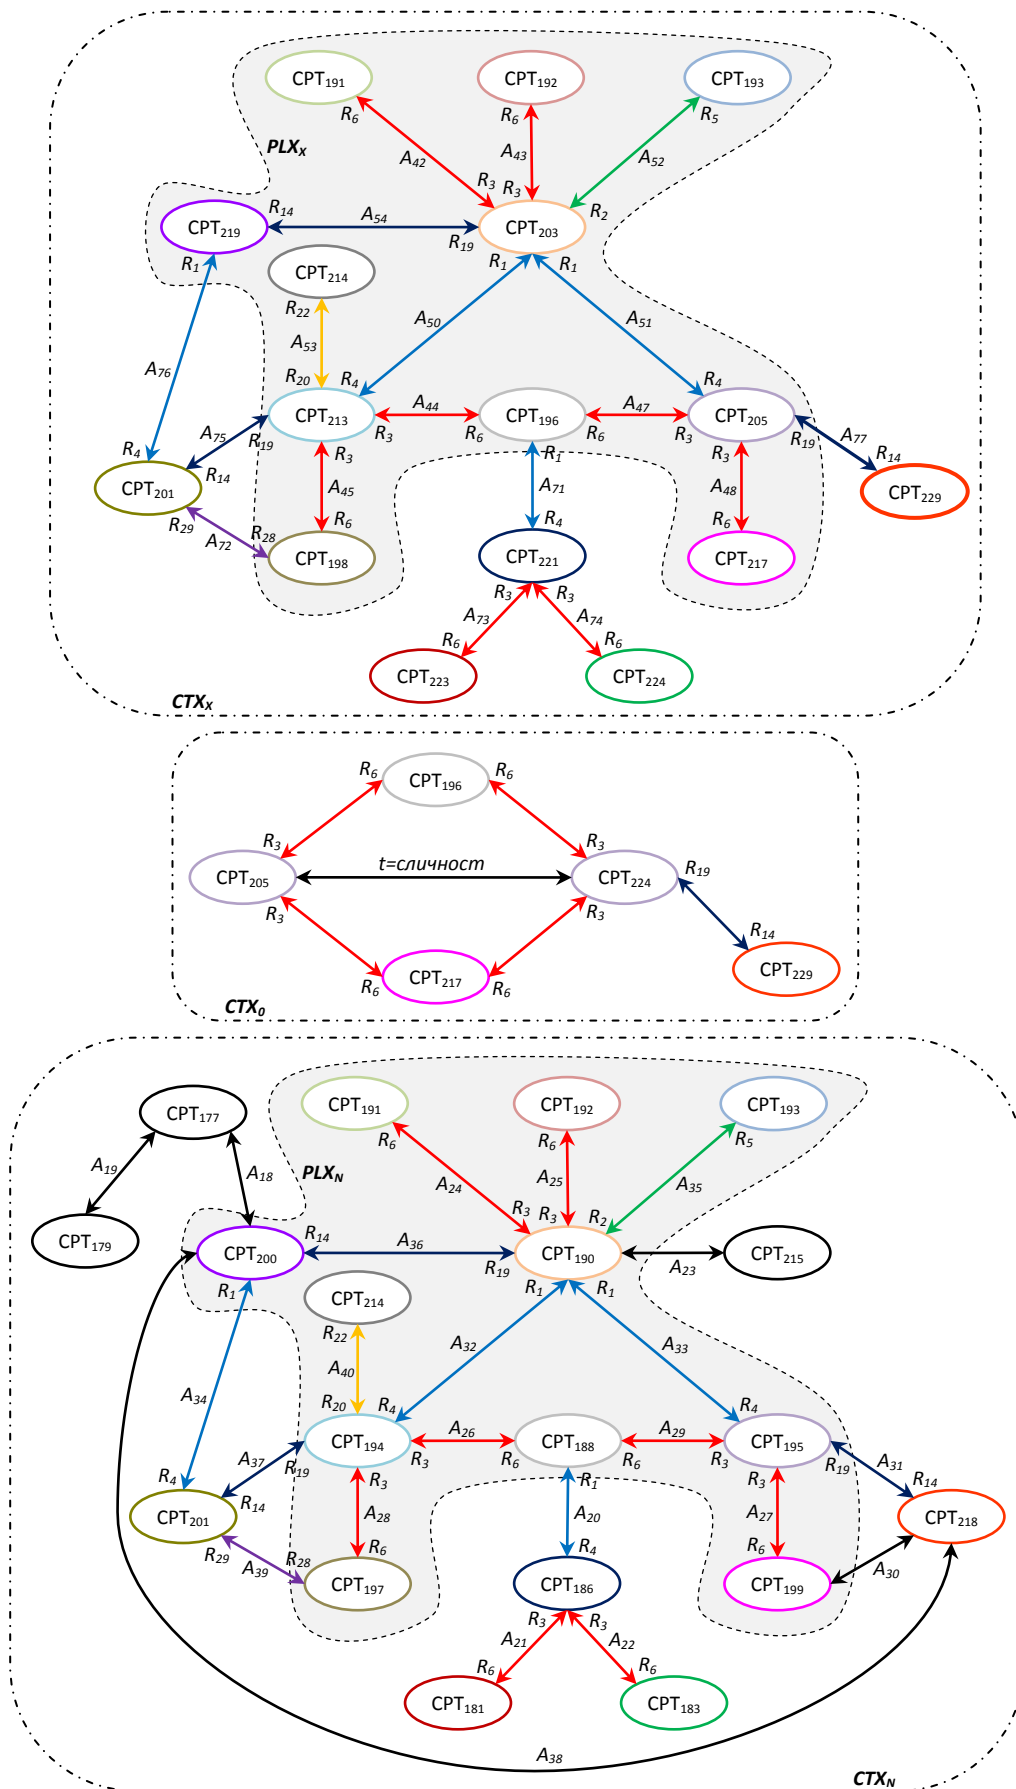 CPT191 CPT192 CPT193
R6 R6 R5
PLXX A42 A43 A52
R3 R3 R2
R14 A54
CPT219 R19 CPT203
R1 R1 R1
CPT214
R22 A50 A51
A53
A76 R20 R4 R4
CPT213 A44 CPT196 A47 CPT205
R3 R6 R6 R3
R4 A75 R19 R3 R1 R3 R19 A77 R14
CPT201 R14 A45 A71 A48 CPT229
R29 A72 R28 R6 R4 R6
CPT198 CPT221 CPT217
R3 R3
A73 A74
R6 R6
CPT223 CPT224
CTXX
R6 CPT196 R6
R3 R3
CPT205 t=сличност CPT224 R19
R3 R3
R14
CPT229
R6 CPT217 R6
CTX0
CPT191 CPT192 CPT193
CPT177
R6 R6 R5
A19 A18 PLXN A24 A25 A35
R3 R3 R2
CPT179 R14 A36
CPT200 R19 CPT190 A23 CPT215
R1 R1 R1
CPT214
R22 A32 A33
A40
A34 R20 R4 R4
CPT194 A26 CPT188 A29 CPT195
R3 R6 R6 R3
R4 A37 R19 R3 R1 R3 R19 A31 R14
CPT201 R14 A28 A20 A27 CPT218
R29 A39 R28 R6 R4 R6 A30
CPT197 CPT186 CPT199
R3 R3
A21 A22
R6 R6
CPT181 CPT183
A38
CTXN